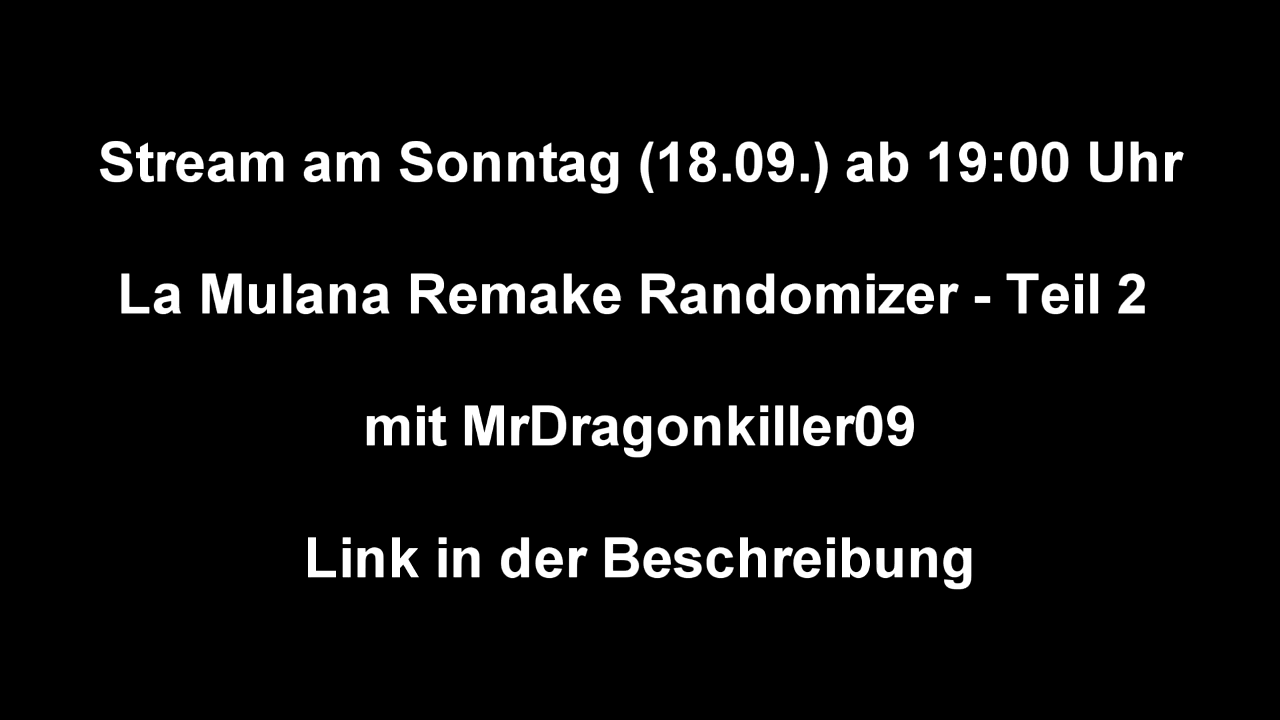 Stream am Sonntag (18.09.) ab 19:00 Uhr
La Mulana Remake Randomizer - Teil 2
mit MrDragonkiller09
Link in der Beschreibung